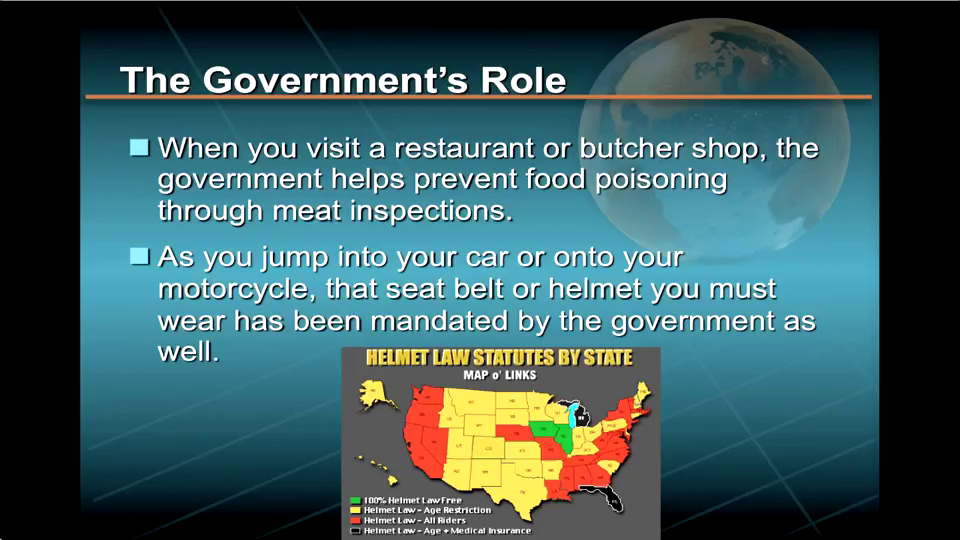 The Government's Role
When you visit a restaurant or butcher shop, the
government helps prevent food poisoning
through meat inspections.
As you jump into your car or onto your
motorcycle, that seat belt or helmet you must
wear has been mandated by the government as
well.
HELMET LAW STATUTES BY STATE
MAP o' LINKS
100% Helmet Law Free
Helmet Law - Age Restriction
Helmet Law - All Riders
Helmet Law - Age + Medical Insurance